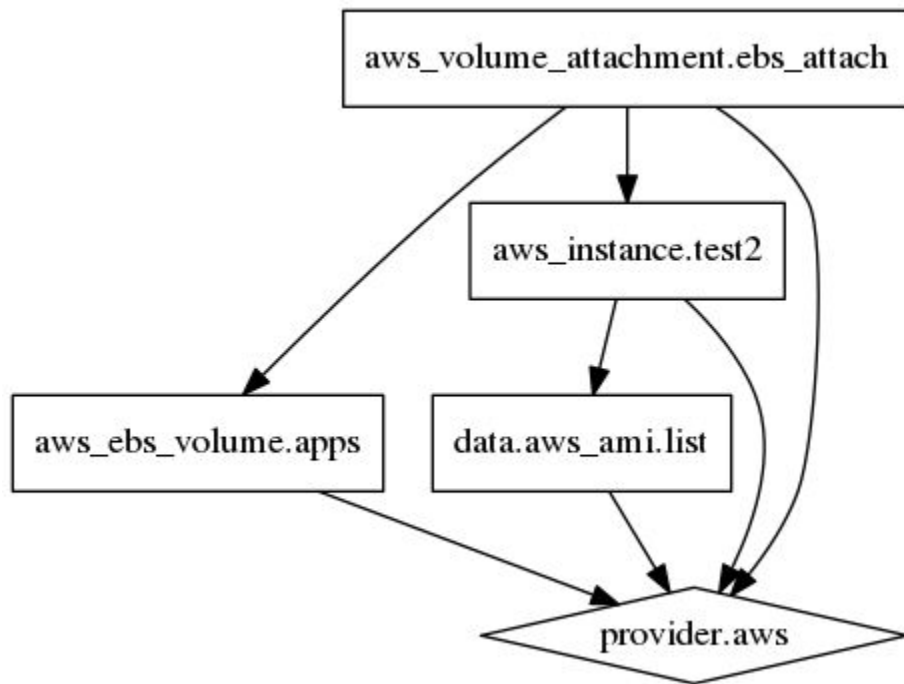 aws_volume_attachment.ebs_attach
aws_instance.test2
aws_ebs_volume.apps
data.aws_ami.list
provider.aws